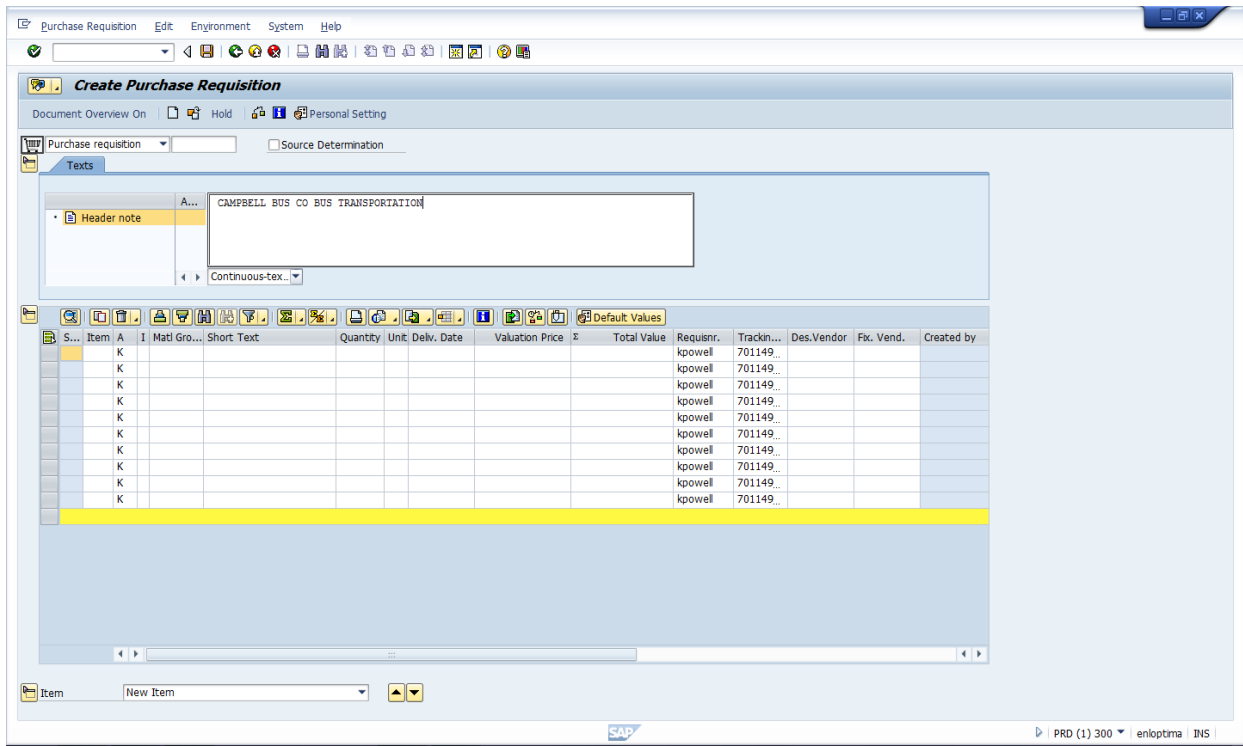 Purchase Requisition Edit Environment System Help
Create Purchase Requisition
Document Overview On Hold Personal Setting
Purchase requisition Source Determination
Texts
A...
Header note
CAMPBELL BUS CO BUS TRANSPORTATION
Continuous-tex..
Default Values
S... Item A I Matl Gro... Short Text Quantity Unit Deliv. Date Valuation Price Σ Total Value Requisnr. Trackin... Des.Vendor Fix. Vend. Created by
K kpowell 701149...
K kpowell 701149...
K kpowell 701149...
K kpowell 701149...
K kpowell 701149...
K kpowell 701149...
K kpowell 701149...
K kpowell 701149...
K kpowell 701149...
K kpowell 701149...
Item New Item
SAP PRD (1) 300 enloptima INS